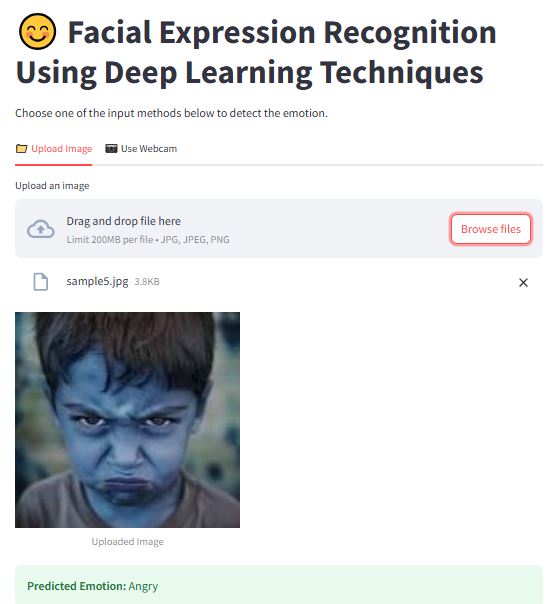 😊 Facial Expression Recognition
Using Deep Learning Techniques
Choose one of the input methods below to detect the emotion.
Upload Image Use Webcam
Upload an image
Drag and drop file here
Limit 200MB per file • JPG, JPEG, PNG
Browse files
sample5.jpg 3.8KB
Uploaded Image
Predicted Emotion: Angry